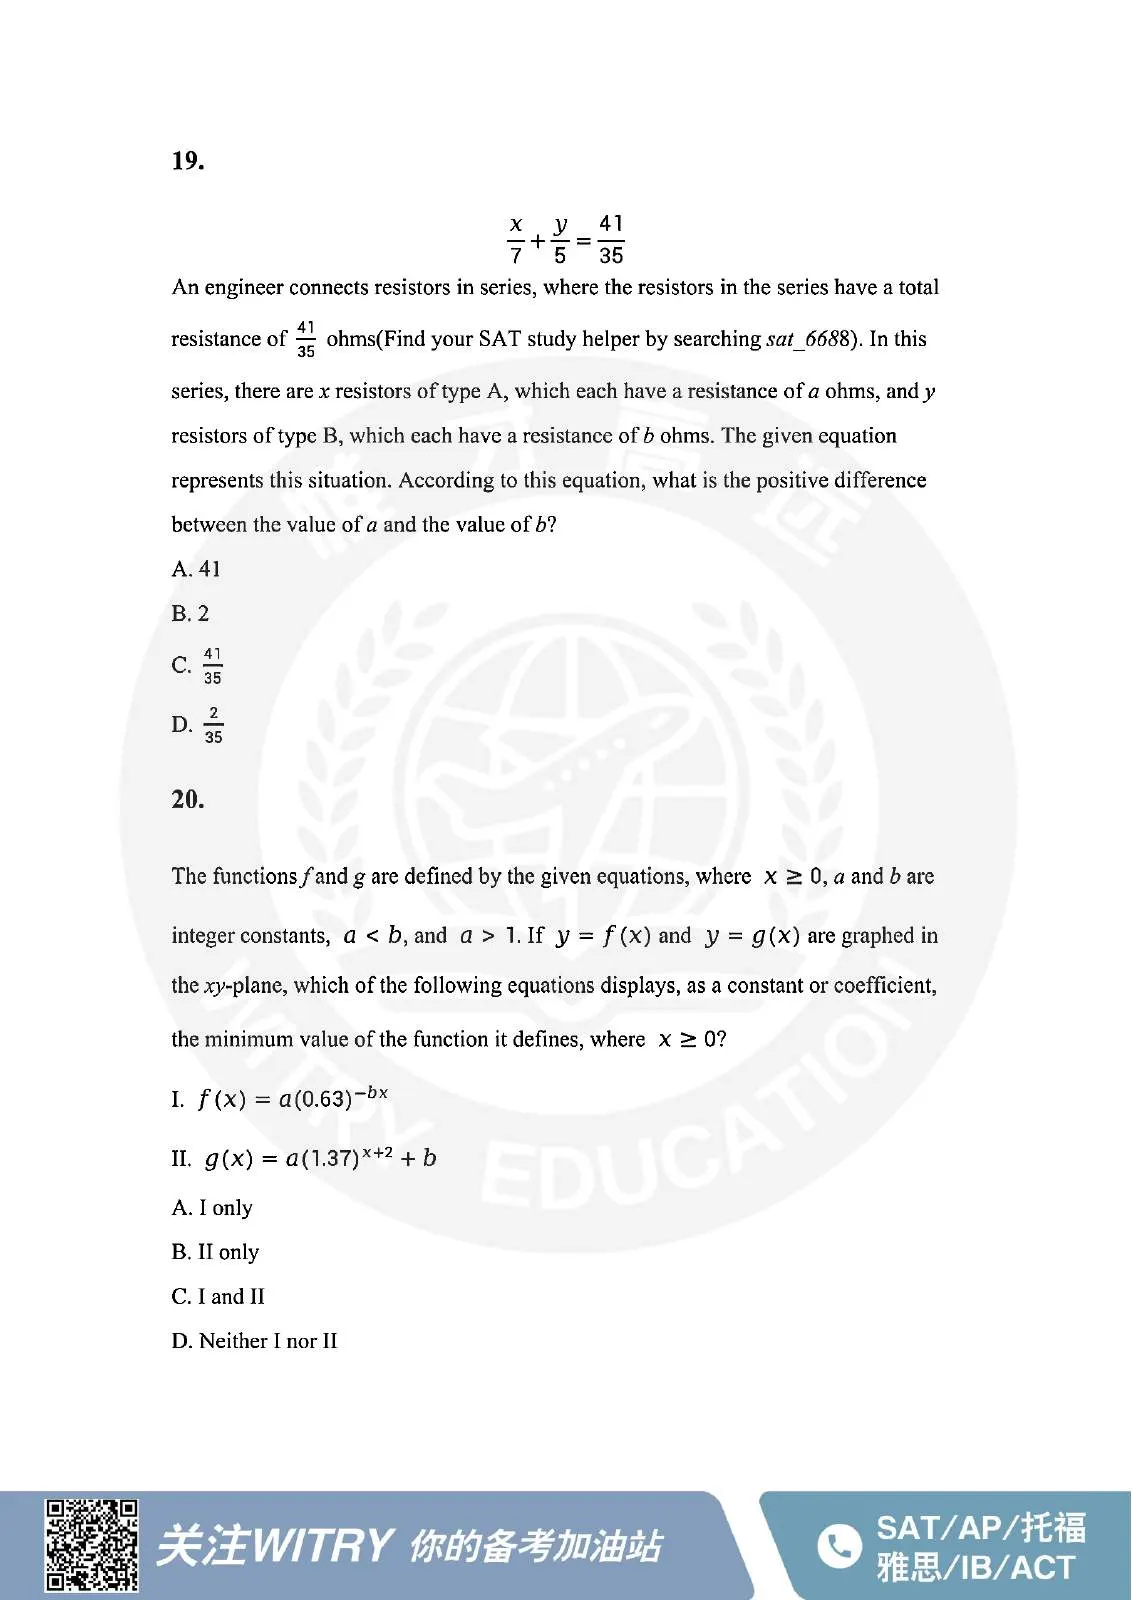 19.
x/7 + y/5 = 41/35
An engineer connects resistors in series, where the resistors in the series have a total
resistance of 41/35 ohms(Find your SAT study helper by searching sat_6688). In this
series, there are x resistors of type A, which each have a resistance of a ohms, and y
resistors of type B, which each have a resistance of b ohms. The given equation
represents this situation. According to this equation, what is the positive difference
between the value of a and the value of b?
A. 41
B. 2
C. 41/35
D. 2/35
20.
The functions f and g are defined by the given equations, where x ≥ 0, a and b are
integer constants, a < b, and a > 1. If y = f(x) and y = g(x) are graphed in
the xy-plane, which of the following equations displays, as a constant or coefficient,
the minimum value of the function it defines, where x ≥ 0?
I. f(x) = a(0.63)^{-bx}
II. g(x) = a(1.37)^{x+2} + b
A. I only
B. II only
C. I and II
D. Neither I nor II
惟才高远
WITRY EDUCATION
关注WITRY 你的备考加油站
SAT/AP/托福
雅思/IB/ACT